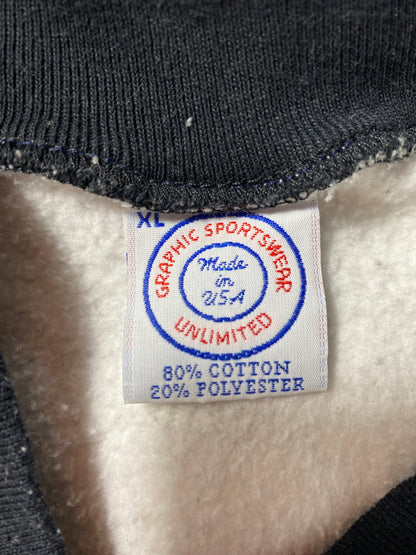 XL
GRAPHIC SPORTSWEAR
Made
in
USA
UNLIMITED
80% COTTON
20% POLYESTER